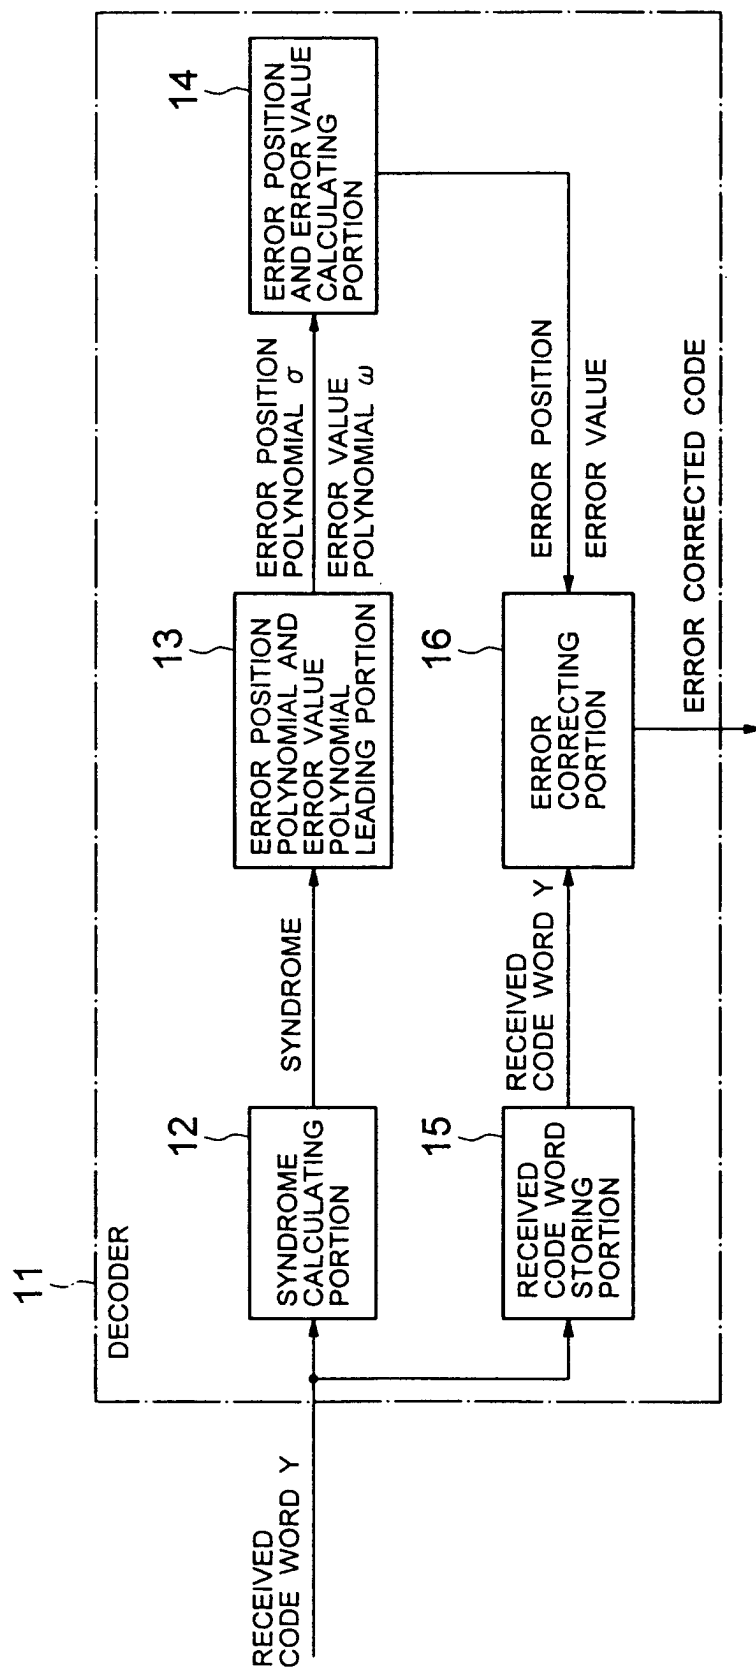 11
DECODER
RECEIVED
CODE WORD Y
12
SYNDROME
CALCULATING
PORTION
SYNDROME
13
ERROR POSITION
POLYNOMIAL AND
ERROR VALUE
POLYNOMIAL
LEADING PORTION
ERROR POSITION
POLYNOMIAL σ
ERROR VALUE
POLYNOMIAL ω
14
ERROR POSITION
AND ERROR VALUE
CALCULATING
PORTION
15
RECEIVED
CODE WORD
STORING
PORTION
RECEIVED
CODE WORD Y
16
ERROR
CORRECTING
PORTION
ERROR POSITION
ERROR VALUE
ERROR CORRECTED CODE